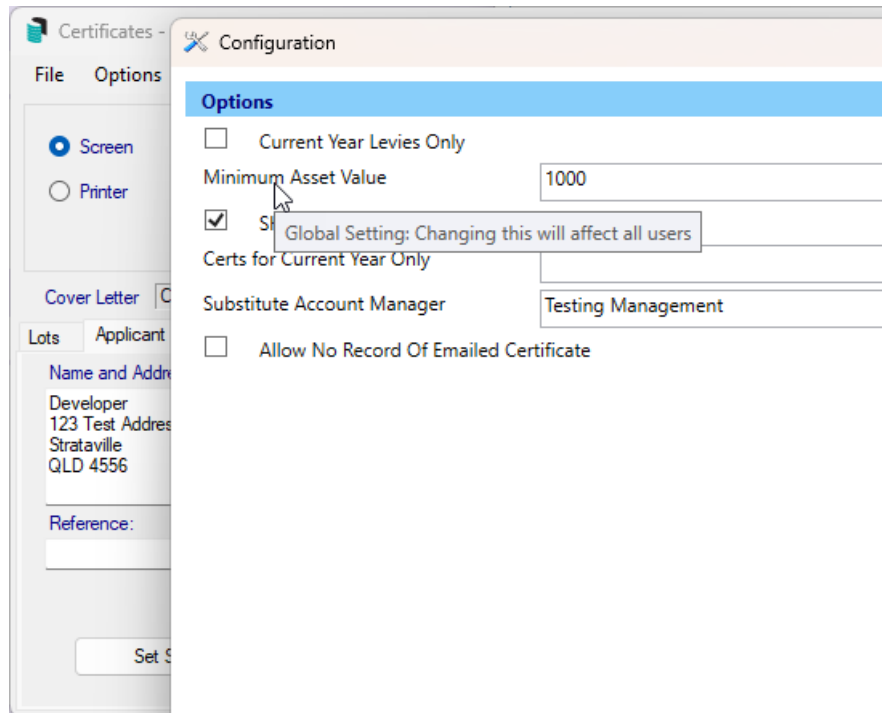 Certificates -
File Options
Screen
Printer
Cover Letter
Lots Applicant
Name and Addre
Developer
123 Test Addres
Strataville
QLD 4556
Reference:
Set S
Configuration
Options
Current Year Levies Only
Minimum Asset Value 1000
Global Setting: Changing this will affect all users
Certs for Current Year Only
Substitute Account Manager Testing Management
Allow No Record Of Emailed Certificate